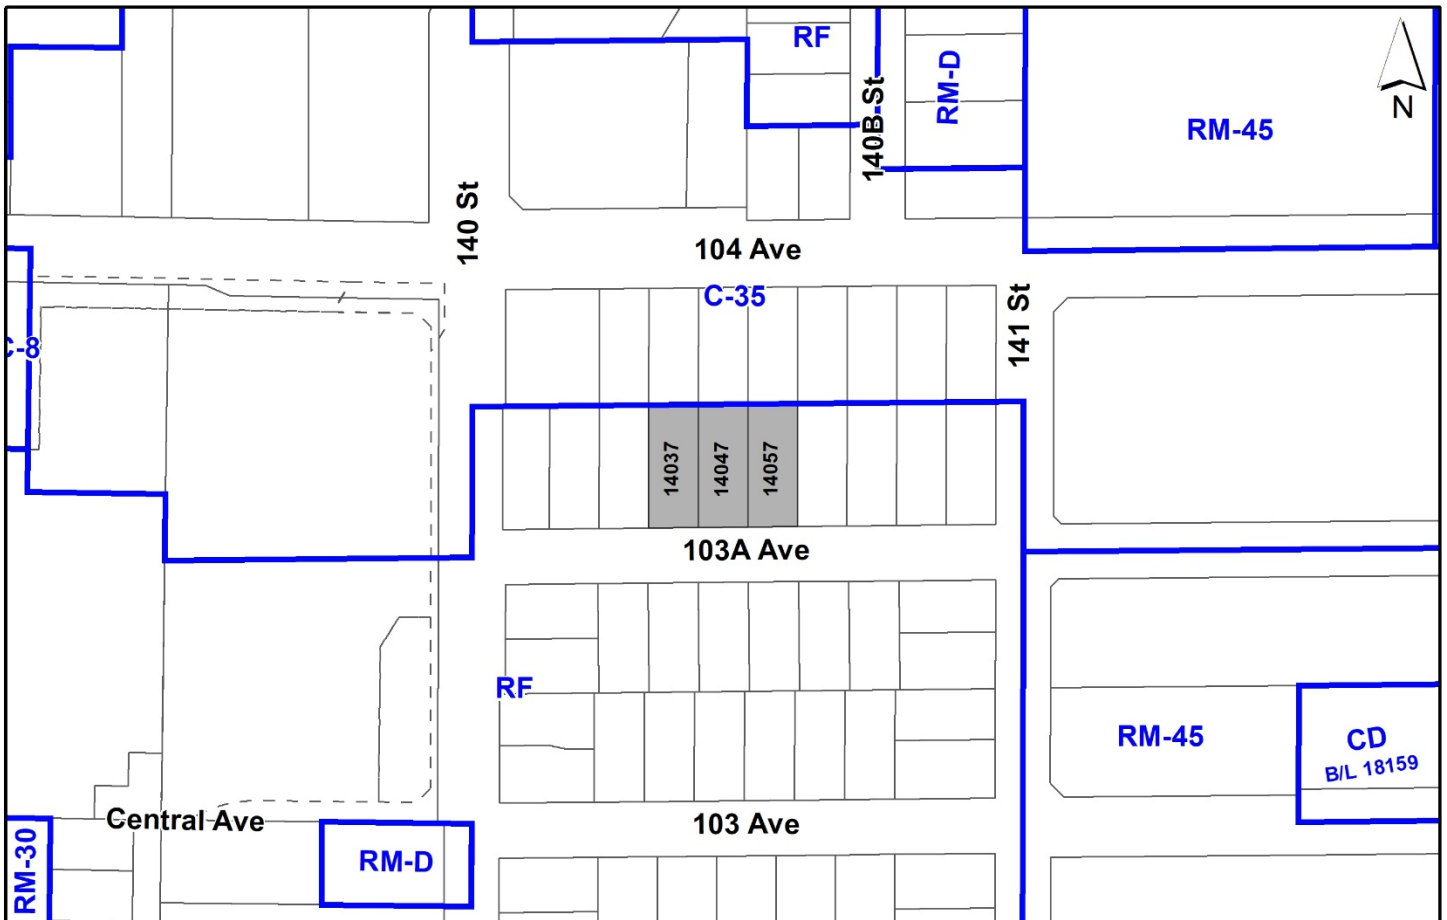 RF
RM-D
RM-45
N
140B St
140 St
104 Ave
C-35
141 St
C-8
14037
14047
14057
103A Ave
RF
RM-45
CD
B/L 18159
Central Ave
103 Ave
RM-30
RM-D